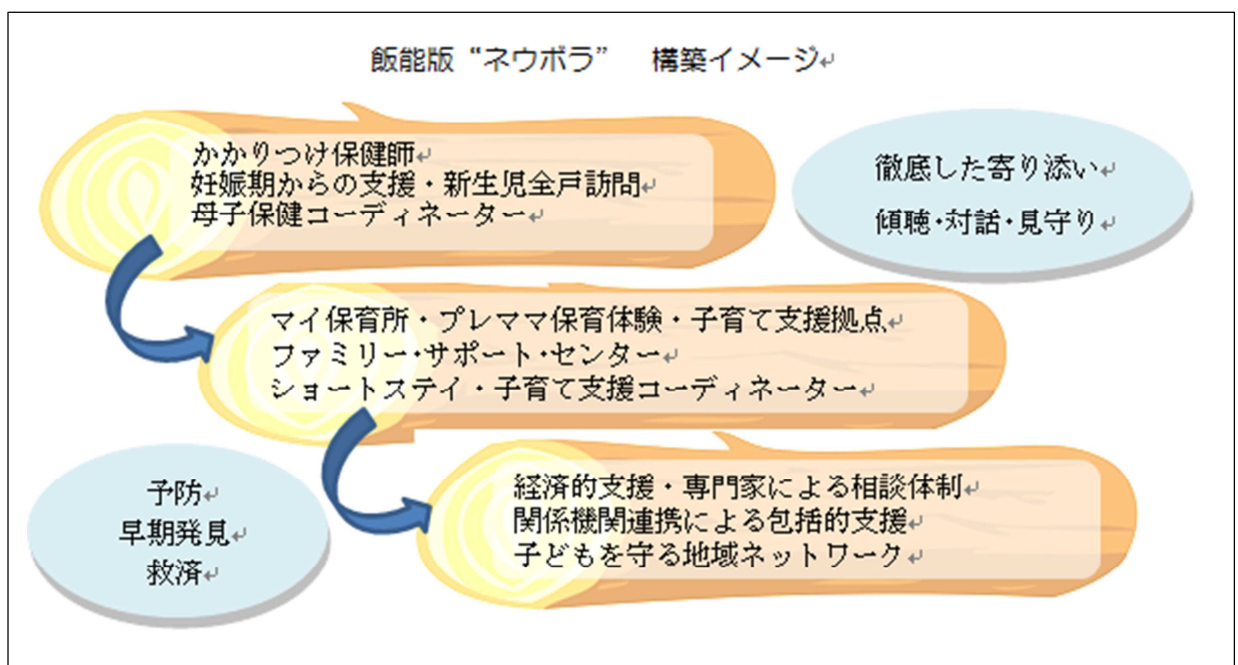 飯能版“ネウボラ”　構築イメージ↵
かかりつけ保健師↵
妊娠期からの支援・新生児全戸訪問↵
母子保健コーディネーター↵
徹底した寄り添い↵
傾聴・対話・見守り↵
マイ保育所・プレママ保育体験・子育て支援拠点↵
ファミリー・サポート・センター↵
ショートステイ・子育て支援コーディネーター↵
予防↵
早期発見↵
救済↵
経済的支援・専門家による相談体制↵
関係機関連携による包括的支援↵
子どもを守る地域ネットワーク↵